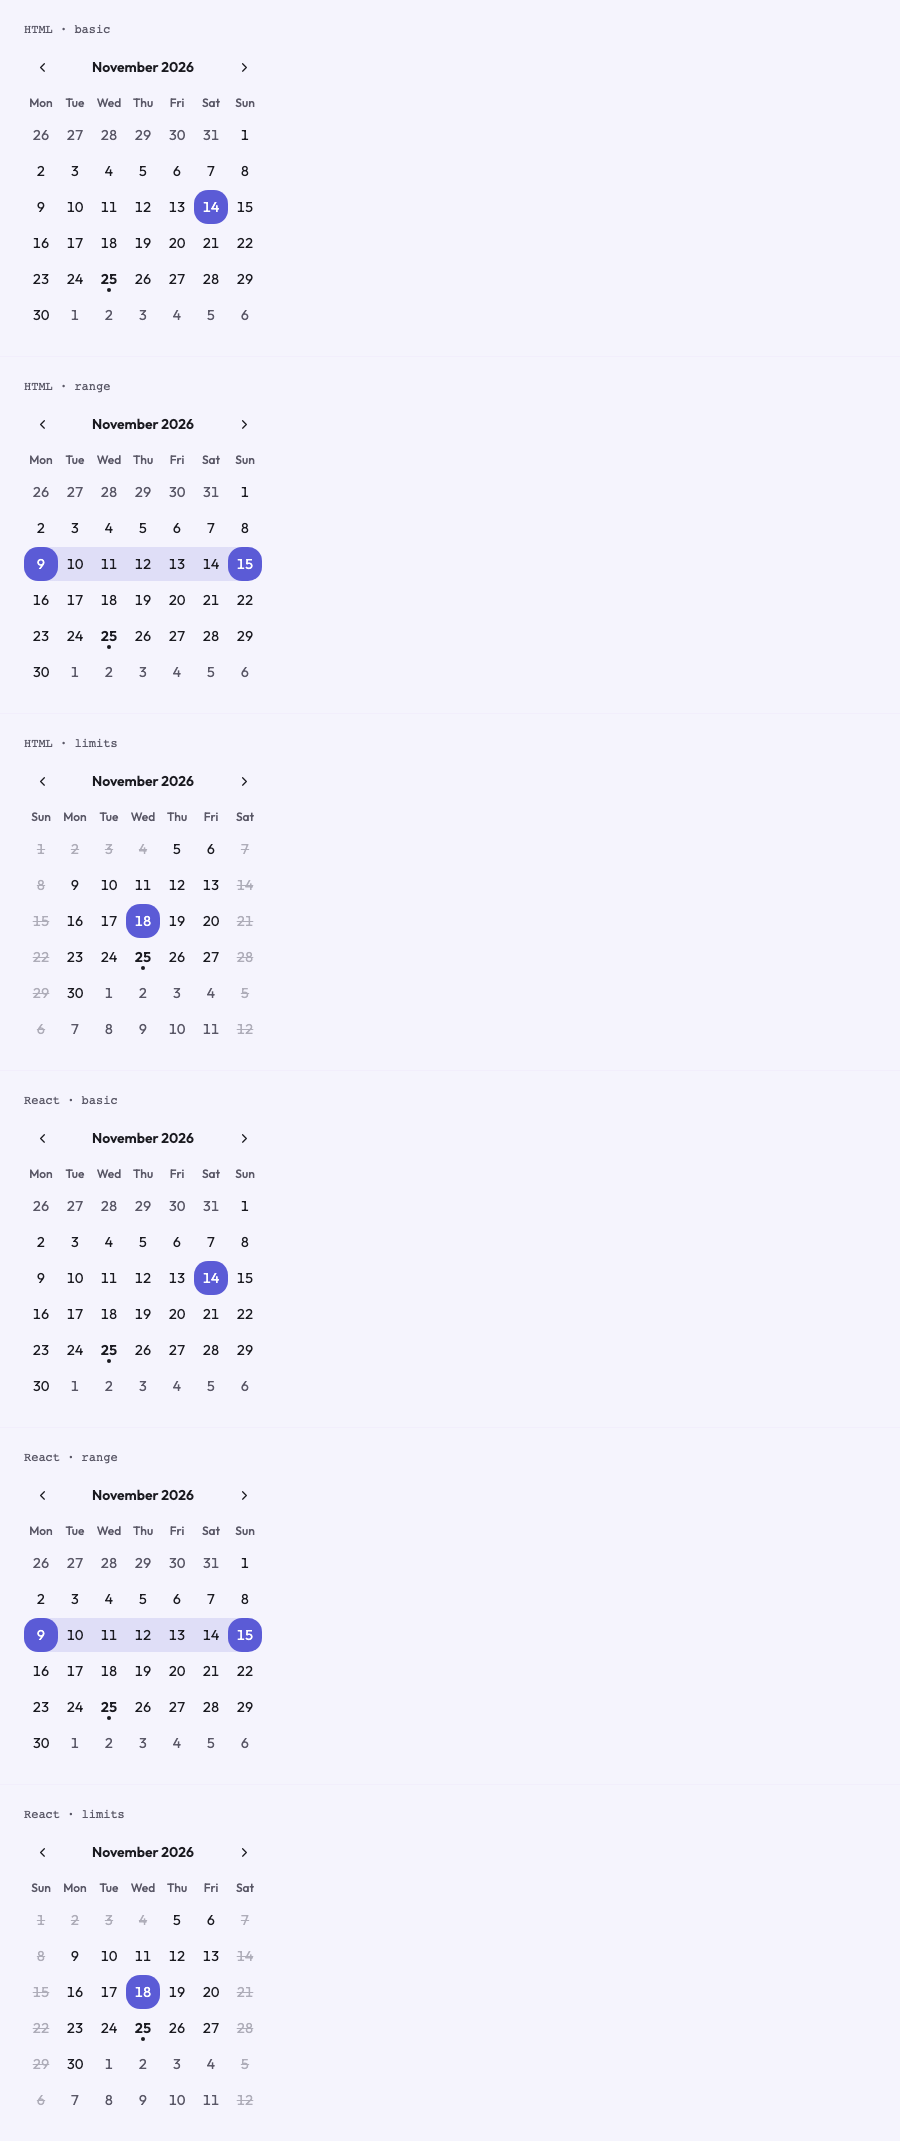 HTML · basic
November 2026
Mon Tue Wed Thu Fri Sat Sun
26 27 28 29 30 31 1
2 3 4 5 6 7 8
9 10 11 12 13 14 15
16 17 18 19 20 21 22
23 24 25 26 27 28 29
30 1 2 3 4 5 6
HTML · range
November 2026
Mon Tue Wed Thu Fri Sat Sun
26 27 28 29 30 31 1
2 3 4 5 6 7 8
9 10 11 12 13 14 15
16 17 18 19 20 21 22
23 24 25 26 27 28 29
30 1 2 3 4 5 6
HTML · limits
November 2026
Sun Mon Tue Wed Thu Fri Sat
1 2 3 4 5 6 7
8 9 10 11 12 13 14
15 16 17 18 19 20 21
22 23 24 25 26 27 28
29 30 1 2 3 4 5
6 7 8 9 10 11 12
React · basic
November 2026
Mon Tue Wed Thu Fri Sat Sun
26 27 28 29 30 31 1
2 3 4 5 6 7 8
9 10 11 12 13 14 15
16 17 18 19 20 21 22
23 24 25 26 27 28 29
30 1 2 3 4 5 6
React · range
November 2026
Mon Tue Wed Thu Fri Sat Sun
26 27 28 29 30 31 1
2 3 4 5 6 7 8
9 10 11 12 13 14 15
16 17 18 19 20 21 22
23 24 25 26 27 28 29
30 1 2 3 4 5 6
React · limits
November 2026
Sun Mon Tue Wed Thu Fri Sat
1 2 3 4 5 6 7
8 9 10 11 12 13 14
15 16 17 18 19 20 21
22 23 24 25 26 27 28
29 30 1 2 3 4 5
6 7 8 9 10 11 12